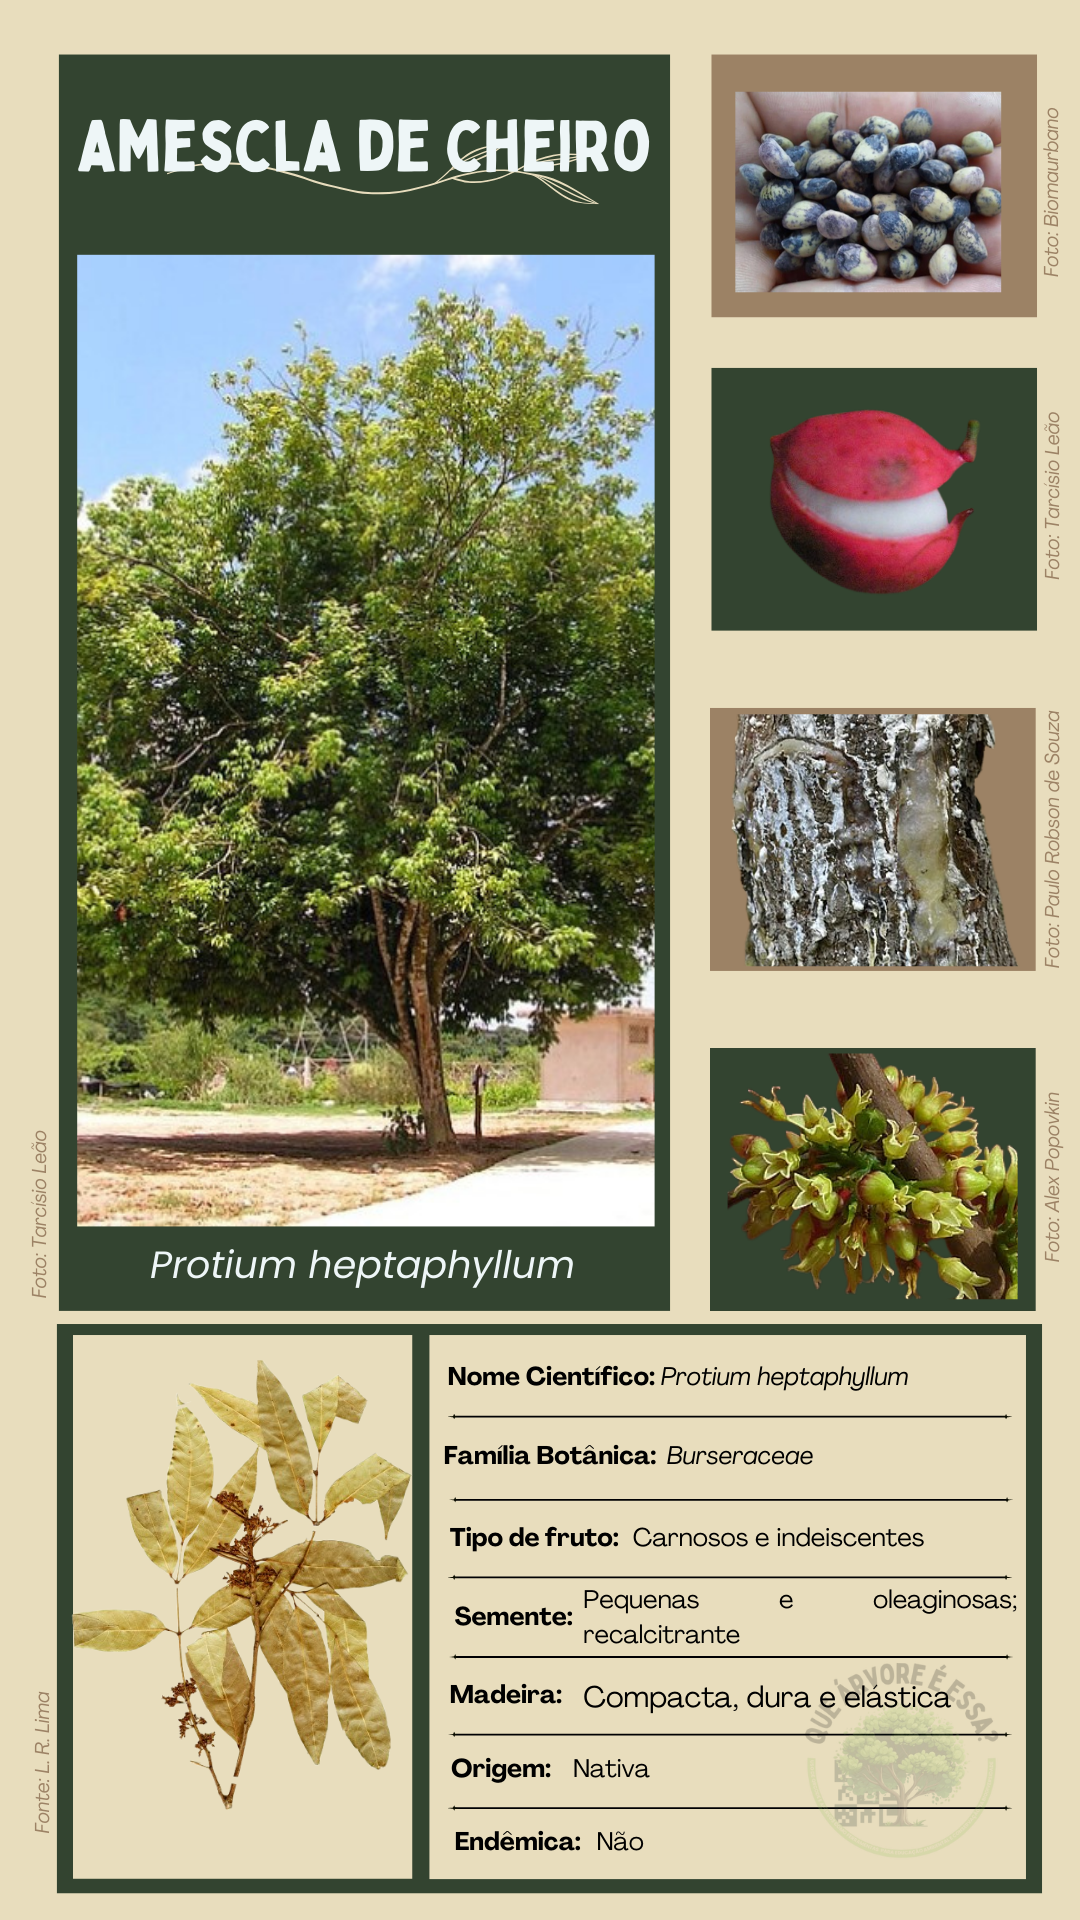 AMESCLA DE CHEIRO
Foto: Biomaurbano
Foto: Tarcísio Leão
Foto: Paulo Robson de Souza
Foto: Alex Popovkin
Foto: Tarcísio Leão
Protium heptaphyllum
Nome Científico: Protium heptaphyllum
Família Botânica: Burseraceae
Tipo de fruto: Carnosos e indeiscentes
Semente: Pequenas e oleaginosas;
recalcitrante
Madeira: Compacta, dura e elástica
Origem: Nativa
Endêmica: Não
QUE ÁRVORE É ESSA?
Fonte: L. R. Lima